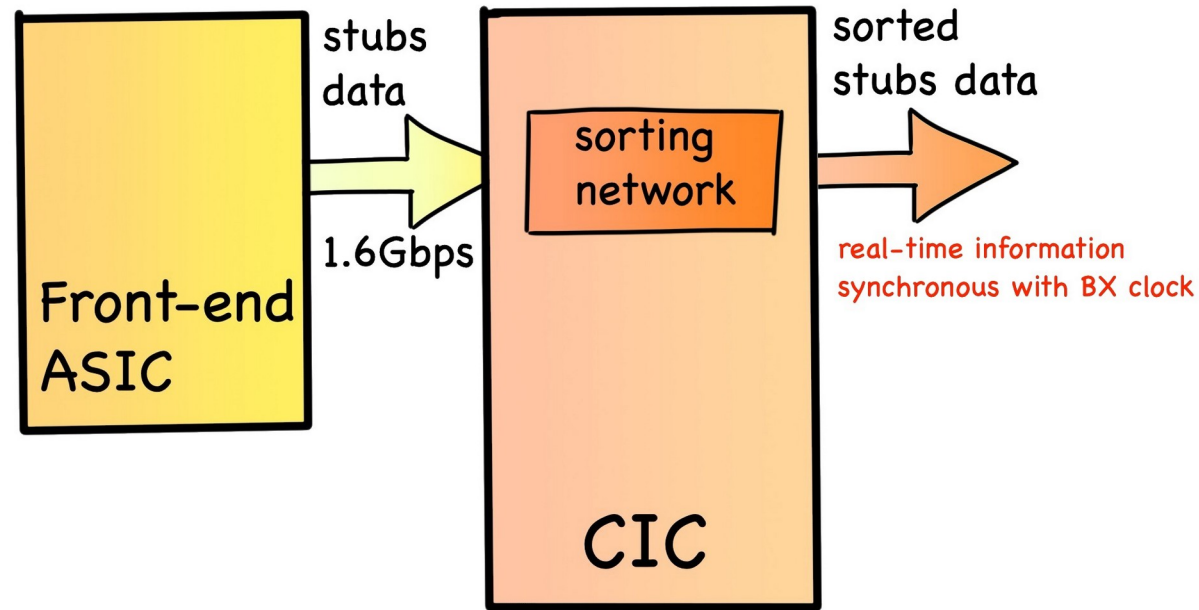 Front-end
ASIC
stubs
data
1.6Gbps
sorting
network
CIC
sorted
stubs data
real-time information
synchronous with BX clock